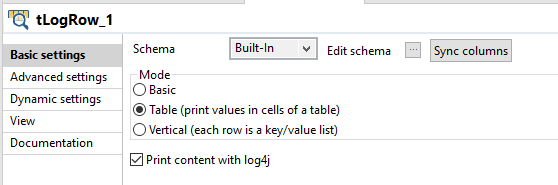 tLogRow_1
Basic settings
Advanced settings
Dynamic settings
View
Documentation
Schema Built-In Edit schema ... Sync columns
Mode
Basic
Table (print values in cells of a table)
Vertical (each row is a key/value list)
Print content with log4j